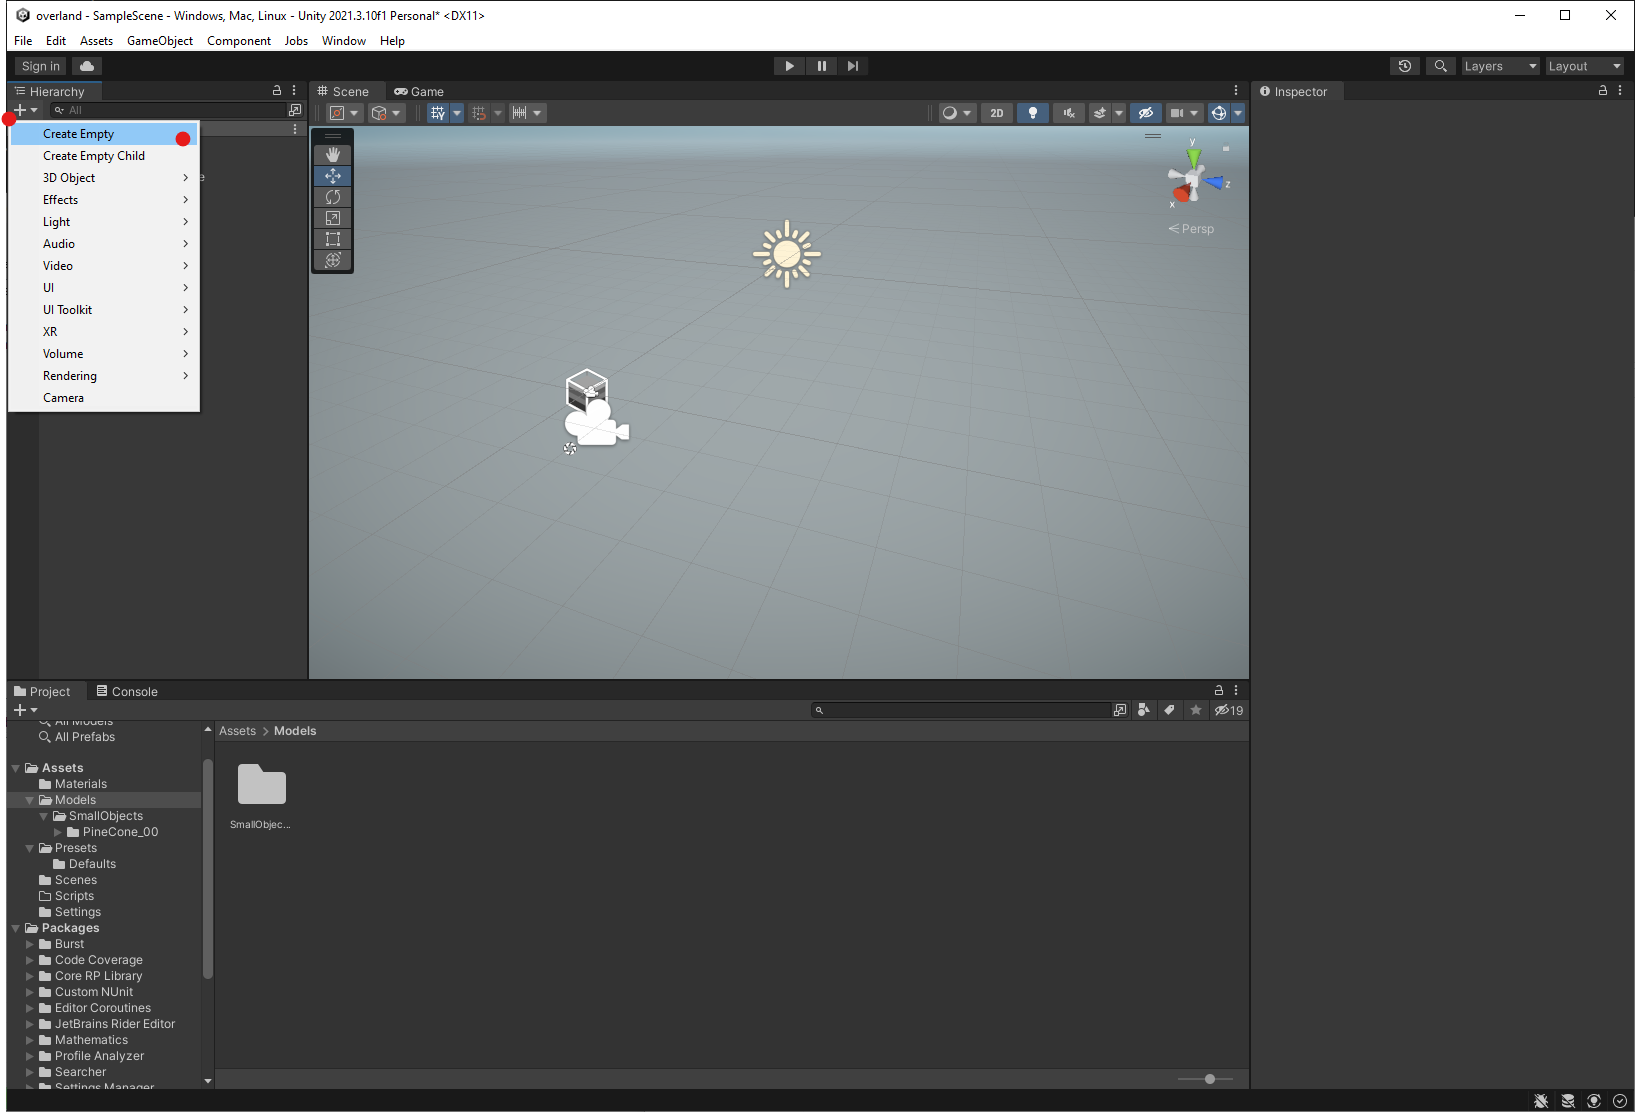 overland - SampleScene - Windows, Mac, Linux - Unity 2021.3.10f1 Personal* <DX11>
File Edit Assets GameObject Component Jobs Window Help
Sign in
Layers
Layout
Hierarchy
All
Create Empty
Create Empty Child
3D Object
Effects
Light
Audio
Video
UI
UI Toolkit
XR
Volume
Rendering
Camera
e
Scene
Game
2D
y
z
x
Persp
Inspector
Project
Console
19
All Models
All Prefabs
Assets
Materials
Models
SmallObjects
PineCone_00
Presets
Defaults
Scenes
Scripts
Settings
Packages
Burst
Code Coverage
Core RP Library
Custom NUnit
Editor Coroutines
JetBrains Rider Editor
Mathematics
Profile Analyzer
Searcher
Settings Manager
Assets > Models
SmallObjec...